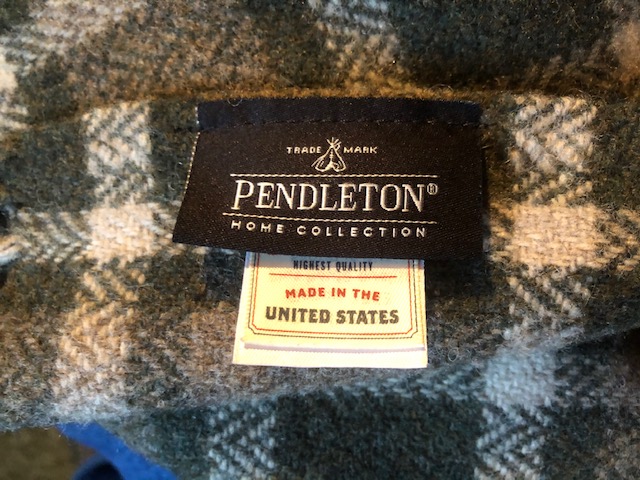 TRADE MARK
PENDLETON®
HOME COLLECTION
HIGHEST QUALITY
MADE IN THE
UNITED STATES